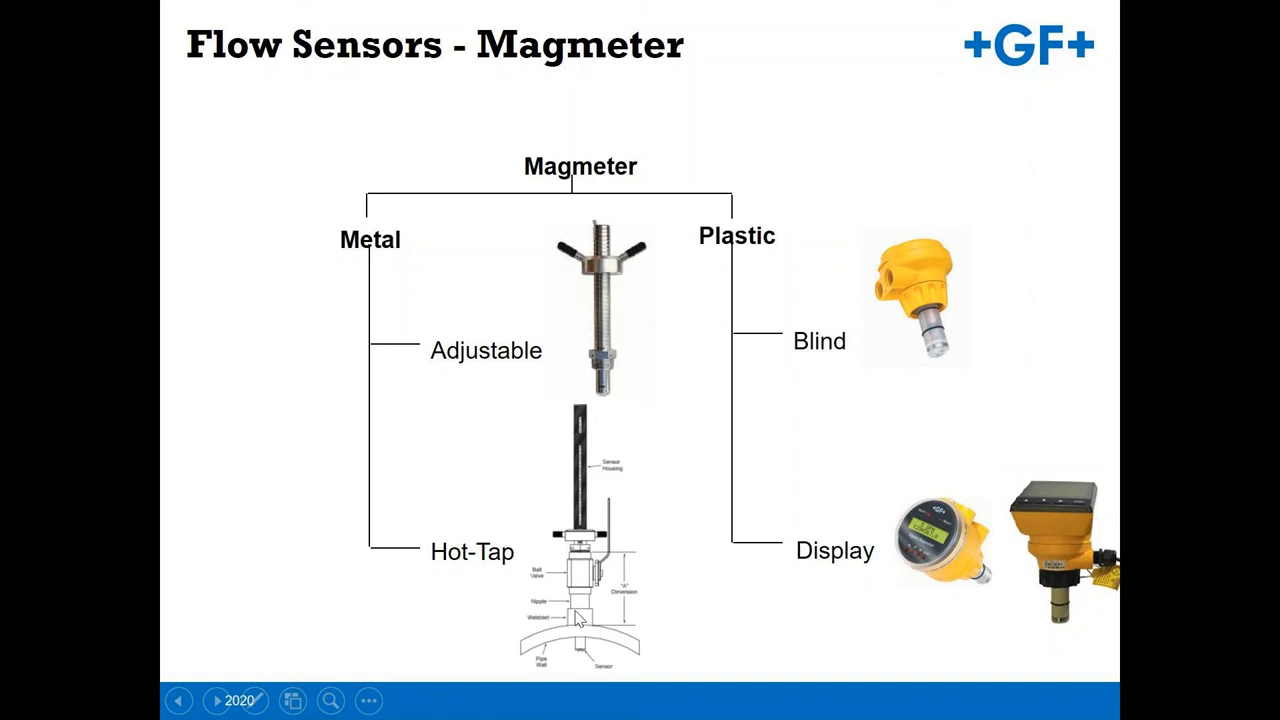 Flow Sensors - Magmeter
+GF+
Magmeter
Metal
Plastic
Adjustable
Blind
Sensor
Housing
Hot-Tap
Display
+GF+
Ball
Valve
"A"
Dimension
Nipple
Weldolet
Pipe
Wall
Sensor
2020